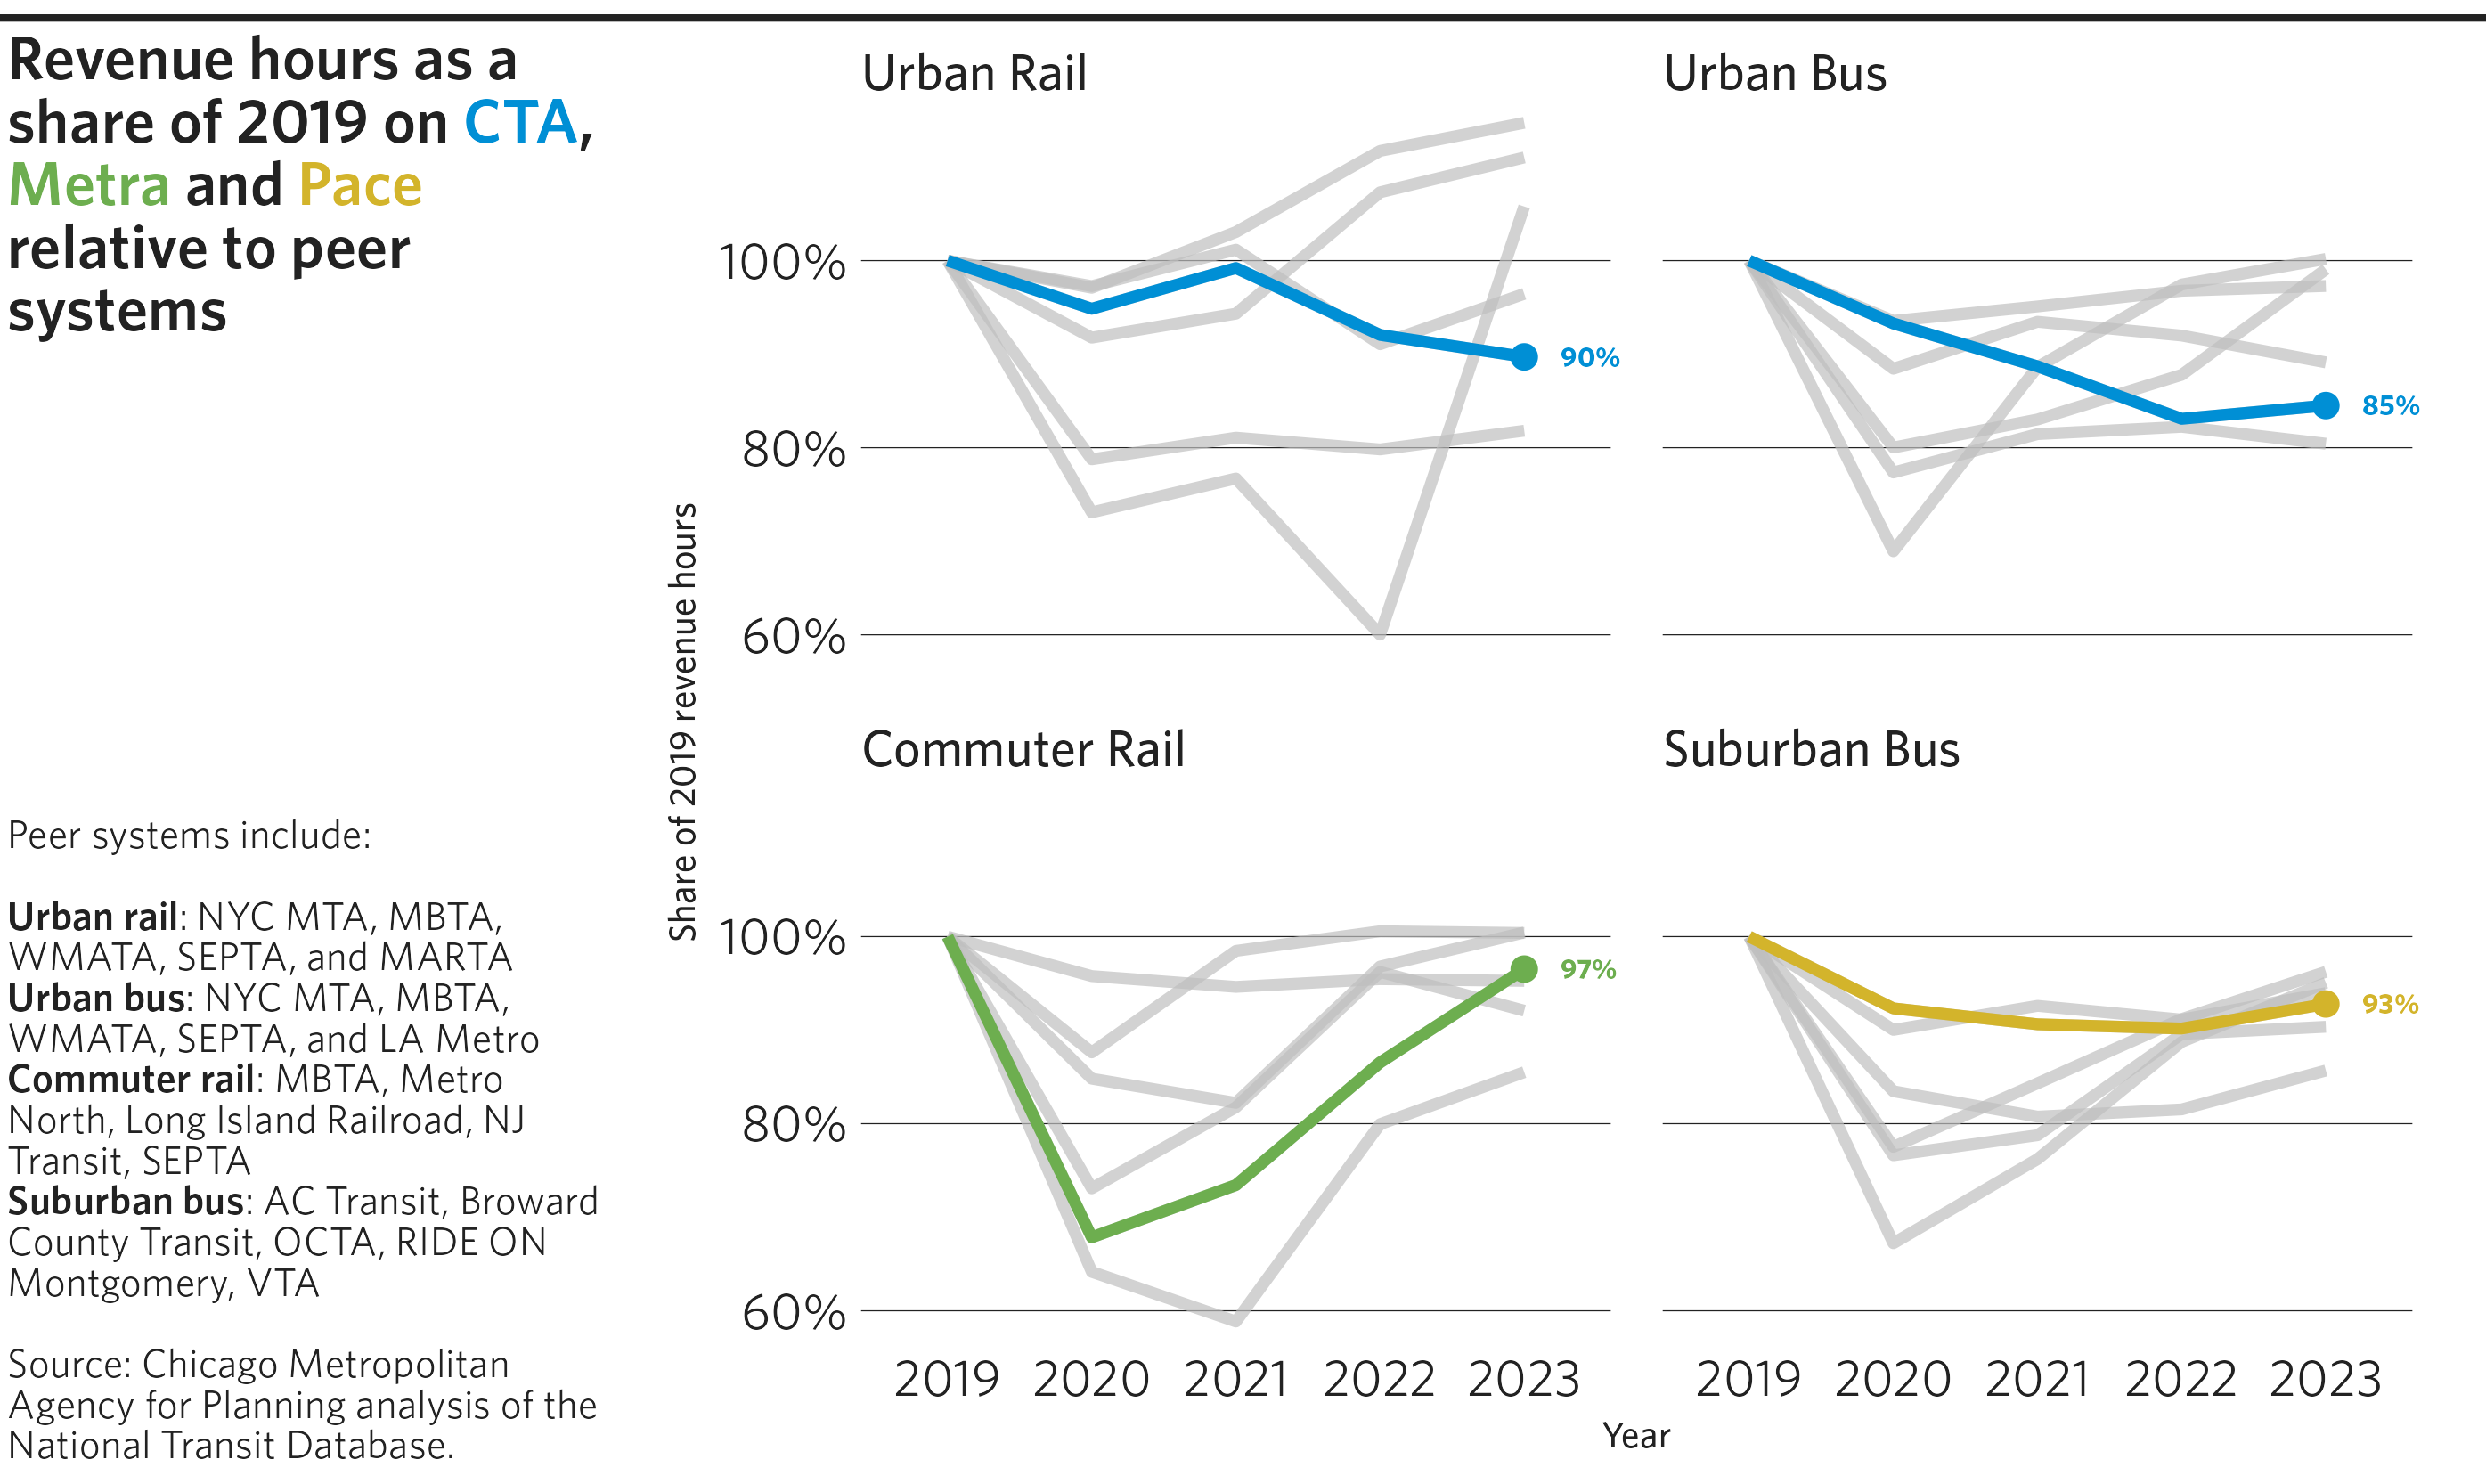 Revenue hours as a
share of 2019 on CTA,
Metra and Pace
relative to peer
systems
Peer systems include:
Urban rail: NYC MTA, MBTA,
WMATA, SEPTA, and MARTA
Urban bus: NYC MTA, MBTA,
WMATA, SEPTA, and LA Metro
Commuter rail: MBTA, Metro
North, Long Island Railroad, NJ
Transit, SEPTA
Suburban bus: AC Transit, Broward
County Transit, OCTA, RIDE ON
Montgomery, VTA
Source: Chicago Metropolitan
Agency for Planning analysis of the
National Transit Database.
Share of 2019 revenue hours
Urban Rail
100%
80%
60%
90%
Urban Bus
85%
Commuter Rail
100%
80%
60%
97%
2019 2020 2021 2022 2023
Suburban Bus
93%
2019 2020 2021 2022 2023
Year